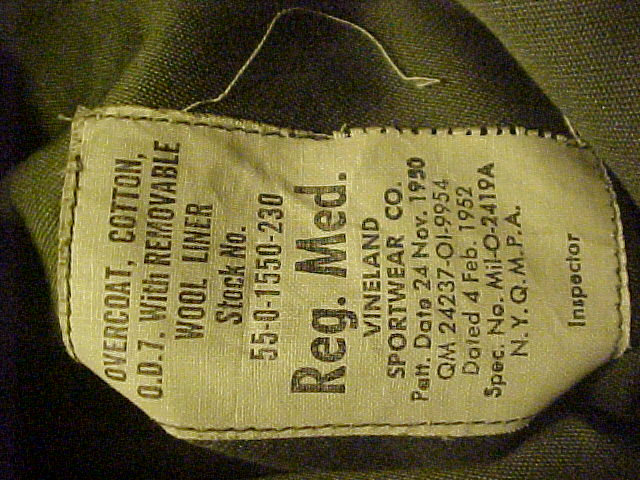 OVERCOAT, COTTON,
O.D.7. With REMOVABLE
WOOL LINER
Stock No.
55-O-1550-230
Reg. Med.
VINELAND
SPORTWEAR CO.
Patt. Date 24 Nov. 1950
QM 24237-OI-9954
Dated 4 Feb. 1952
Spec. No. Mil-O-2419A
N.Y.Q.M.P.A.
Inspector